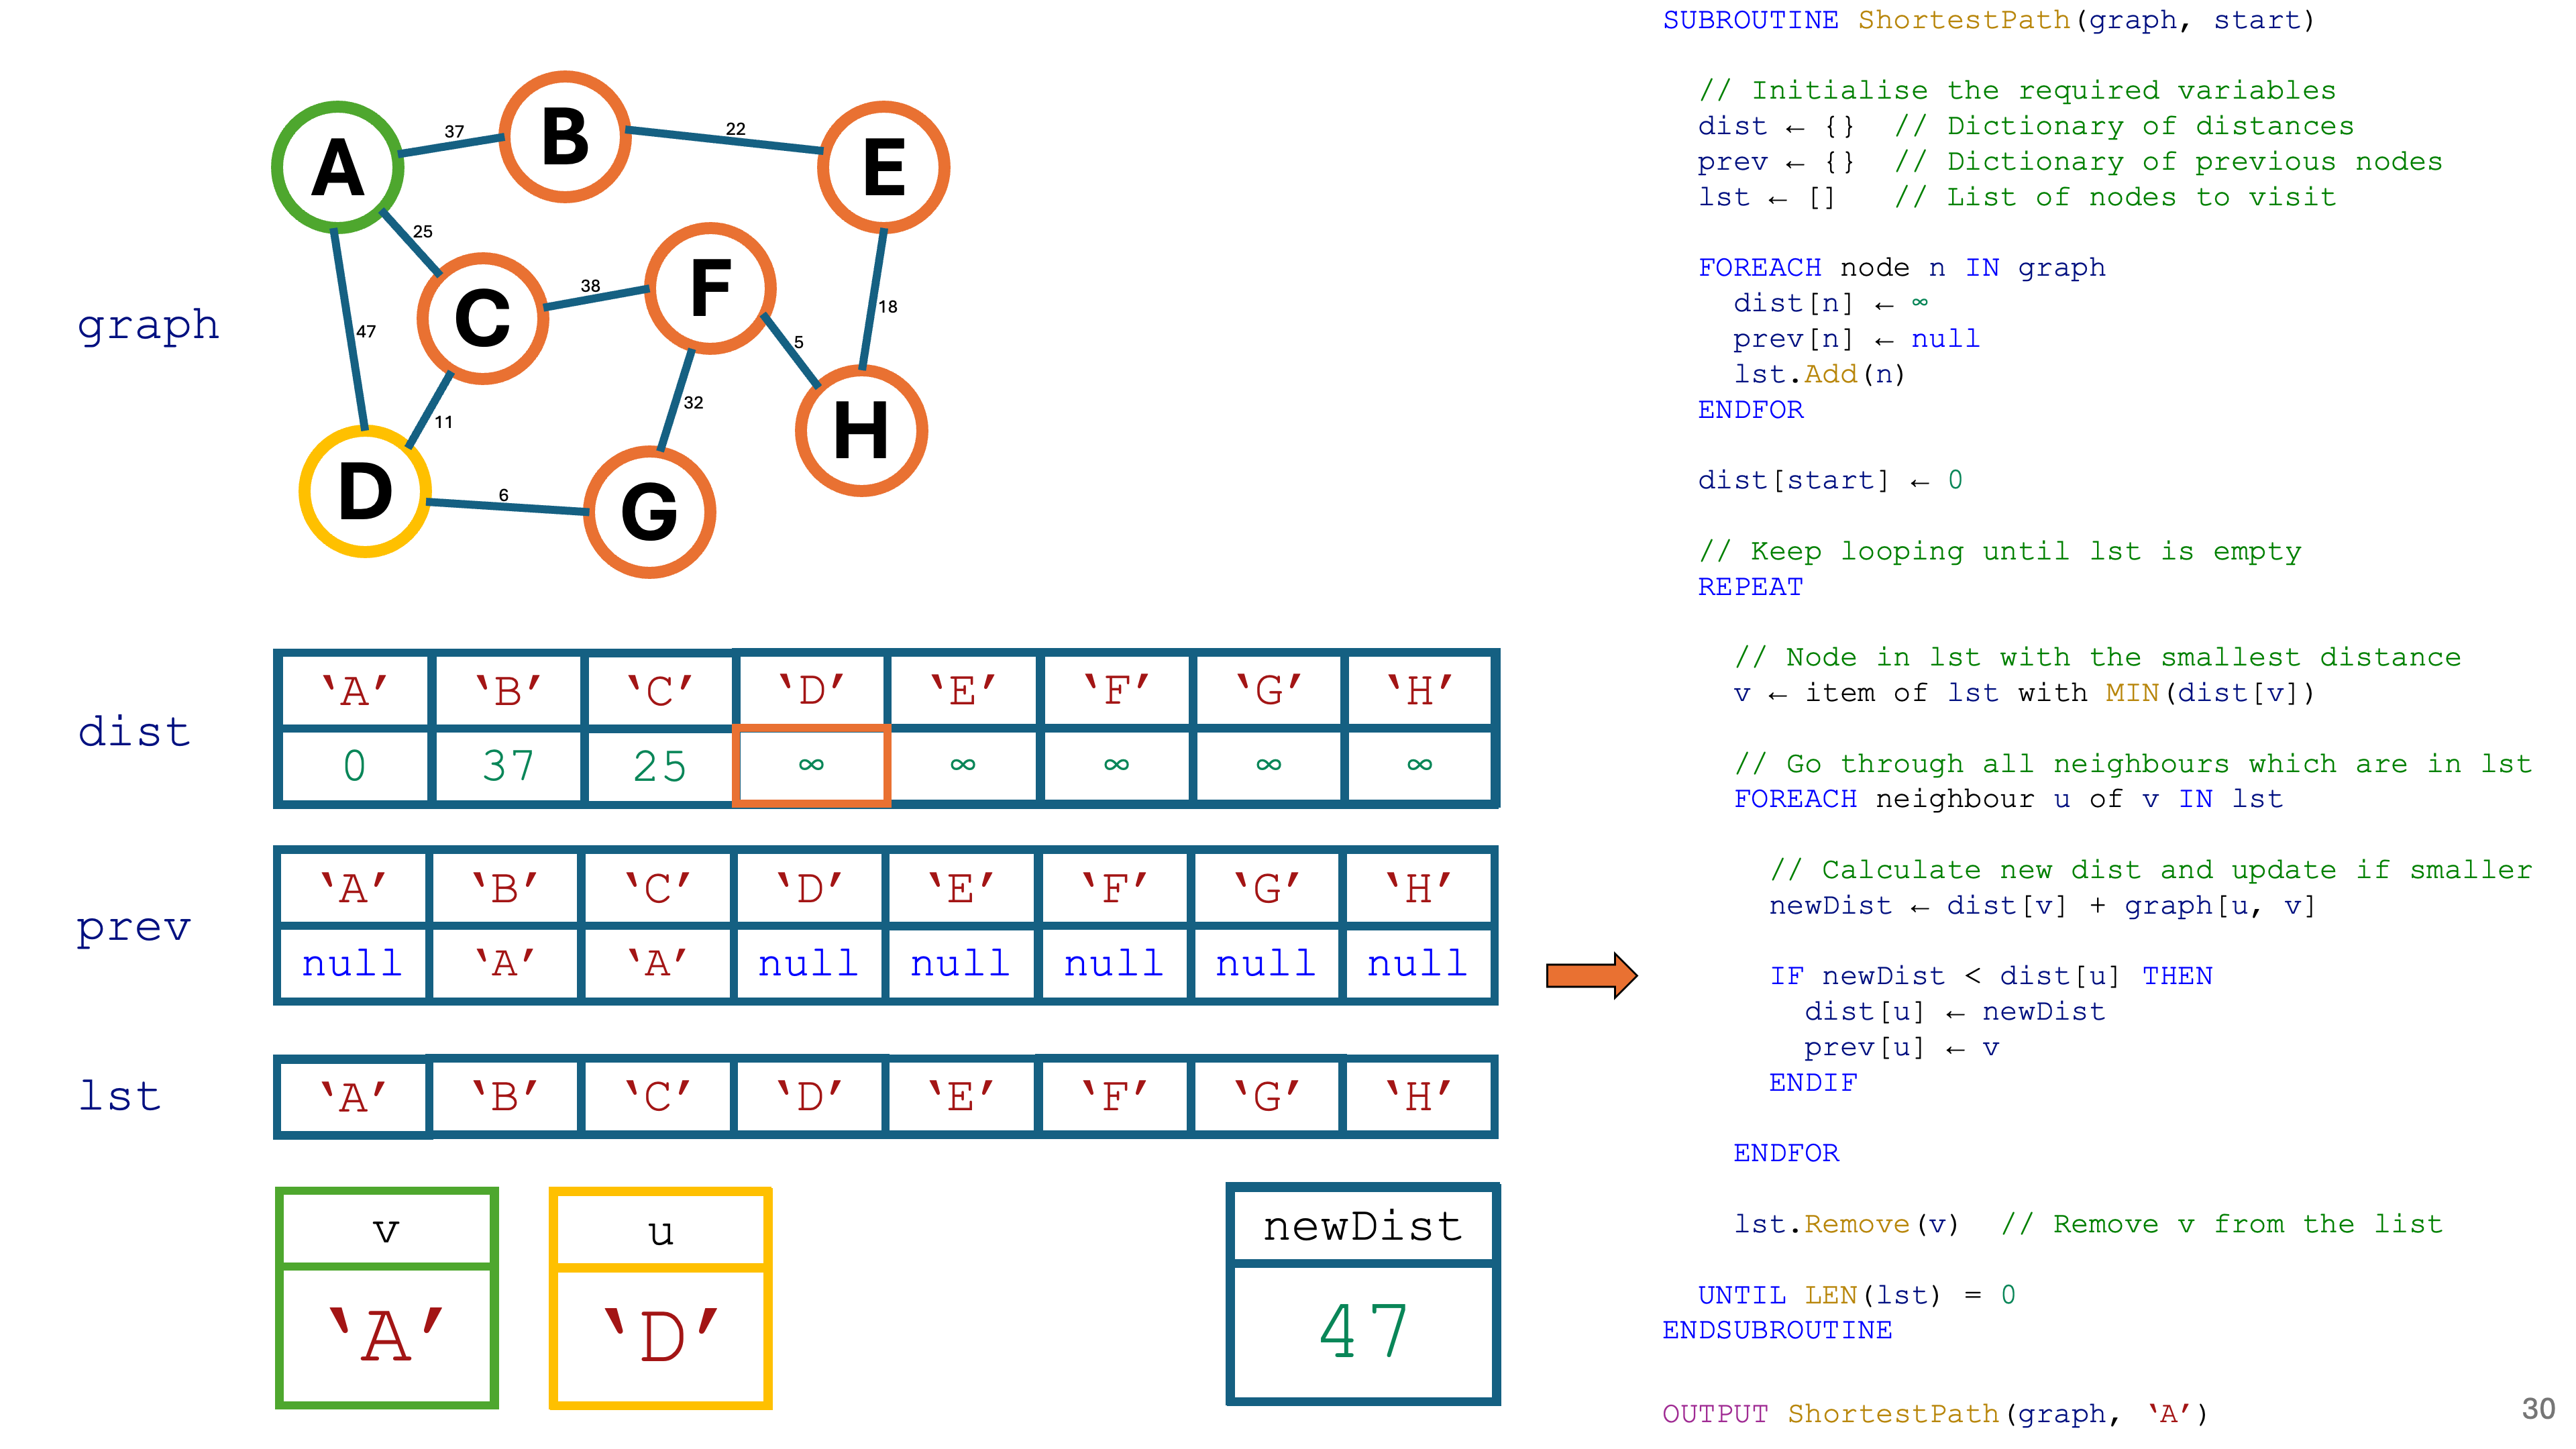 graph
A
B
E
C
F
D
G
H
37
22
25
38
18
47
5
11
32
6
dist
‘A’ ‘B’ ‘C’ ‘D’ ‘E’ ‘F’ ‘G’ ‘H’
0 37 25 ∞ ∞ ∞ ∞ ∞
prev
‘A’ ‘B’ ‘C’ ‘D’ ‘E’ ‘F’ ‘G’ ‘H’
null ‘A’ ‘A’ null null null null null
lst
‘A’ ‘B’ ‘C’ ‘D’ ‘E’ ‘F’ ‘G’ ‘H’
v
‘A’
u
‘D’
newDist
47
SUBROUTINE ShortestPath(graph, start)
// Initialise the required variables
dist ← {} // Dictionary of distances
prev ← {} // Dictionary of previous nodes
lst ← [] // List of nodes to visit
FOREACH node n IN graph
dist[n] ← ∞
prev[n] ← null
lst.Add(n)
ENDFOR
dist[start] ← 0
// Keep looping until lst is empty
REPEAT
// Node in lst with the smallest distance
v ← item of lst with MIN(dist[v])
// Go through all neighbours which are in lst
FOREACH neighbour u of v IN lst
// Calculate new dist and update if smaller
newDist ← dist[v] + graph[u, v]
IF newDist < dist[u] THEN
dist[u] ← newDist
prev[u] ← v
ENDIF
ENDFOR
lst.Remove(v) // Remove v from the list
UNTIL LEN(lst) = 0
ENDSUBROUTINE
OUTPUT ShortestPath(graph, ‘A’)
30